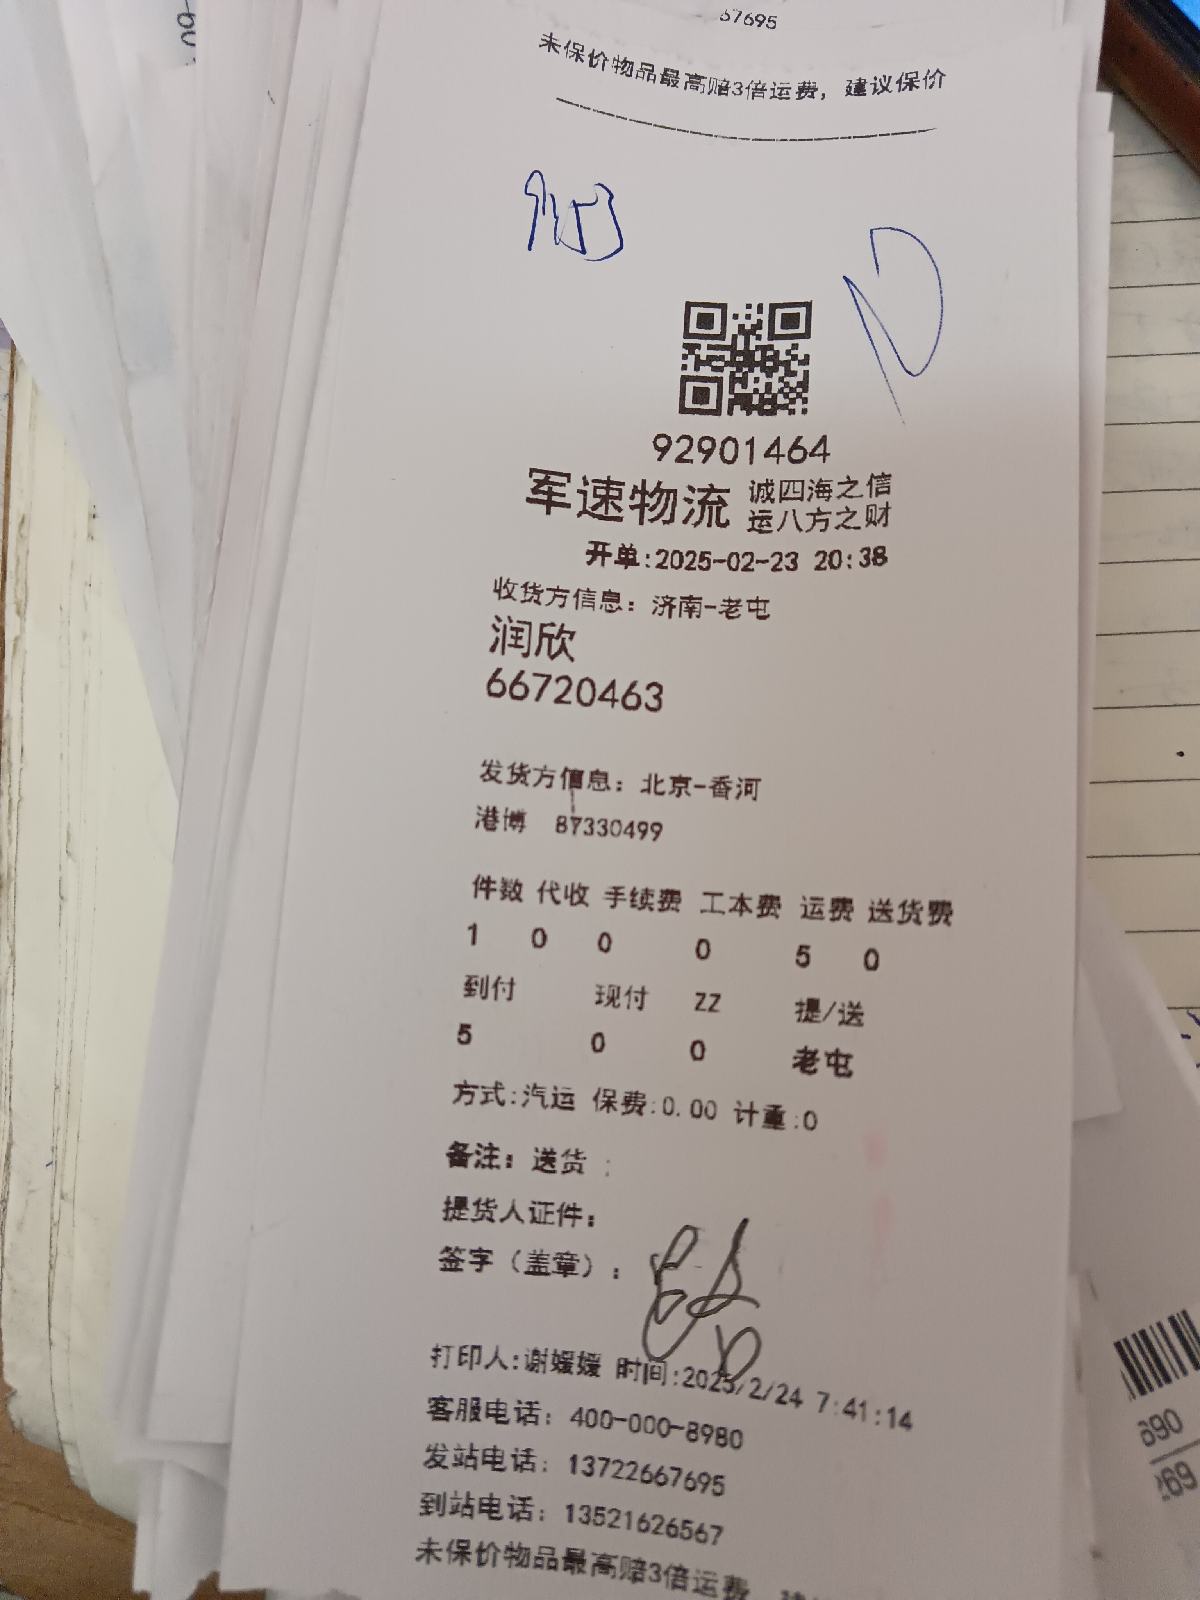 57695
未保价物品最高赔3倍运费，建议保价
92901464
军速物流 诚四海之信
运八方之财
开单:2025-02-23 20:38
收货方信息：济南-老屯
润欣
66720463
发货方信息：北京-香河
港博 87330499
件数 代收 手续费 工本费 运费 送货费
1 0 0 0 5 0
到付 现付 ZZ 提/送
5 0 0 老屯
方式:汽运 保费:0.00 计重:0
备注：送货 :
提货人证件：
签字（盖章）：
打印人:谢媛媛 时间:2025/2/24 7:41:14
客服电话：400-000-8980
发站电话：13722667695
到站电话：13521626567
未保价物品最高赔3倍运费
690
269